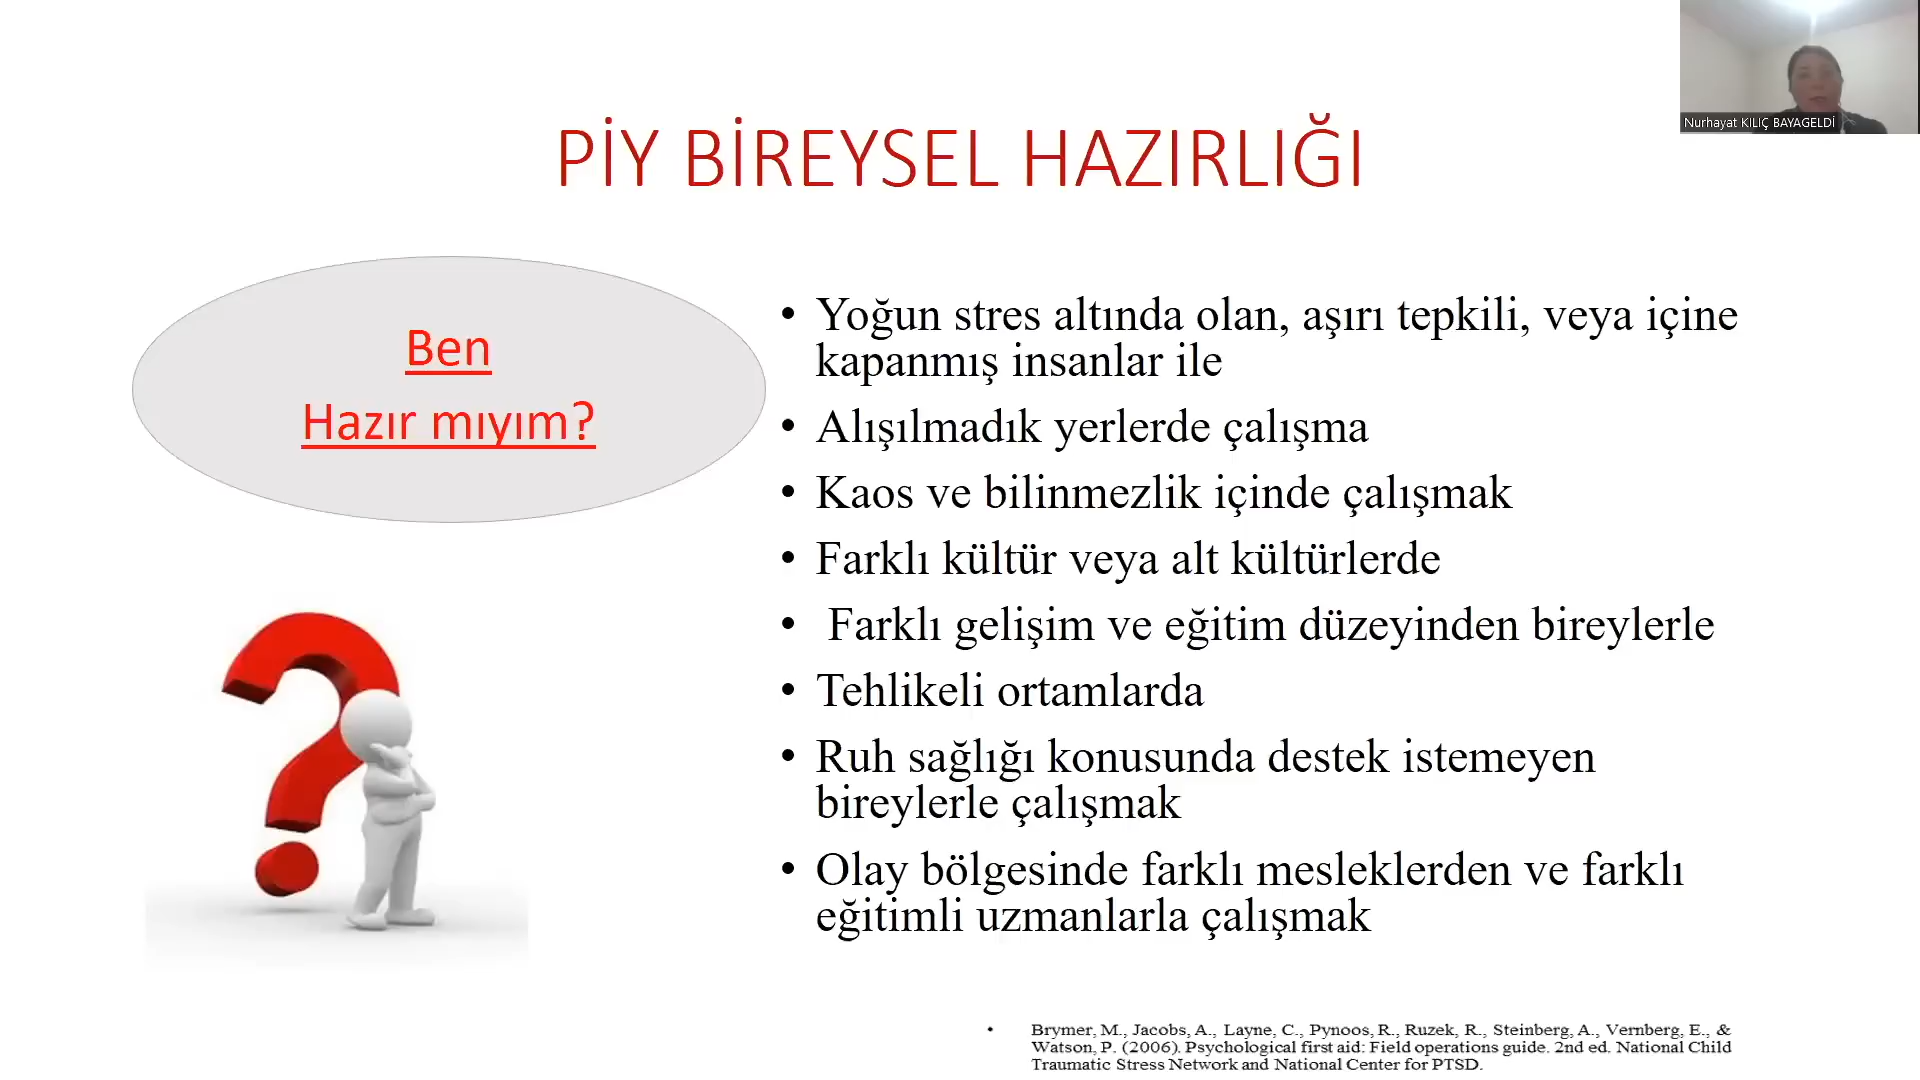 Nurhayat KILIÇ BAYAGELDİ
PİY BİREYSEL HAZIRLIĞI
Ben
Hazır mıyım?
• Yoğun stres altında olan, aşırı tepkili, veya içine
kapanmış insanlar ile
• Alışılmadık yerlerde çalışma
• Kaos ve bilinmezlik içinde çalışmak
• Farklı kültür veya alt kültürlerde
• Farklı gelişim ve eğitim düzeyinden bireylerle
• Tehlikeli ortamlarda
• Ruh sağlığı konusunda destek istemeyen
bireylerle çalışmak
• Olay bölgesinde farklı mesleklerden ve farklı
eğitimli uzmanlarla çalışmak
• Brymer, M., Jacobs, A., Layne, C., Pynoos, R., Ruzek, R., Steinberg, A., Vernberg, E., &
Watson, P. (2006). Psychological first aid: Field operations guide. 2nd ed. National Child
Traumatic Stress Network and National Center for PTSD.